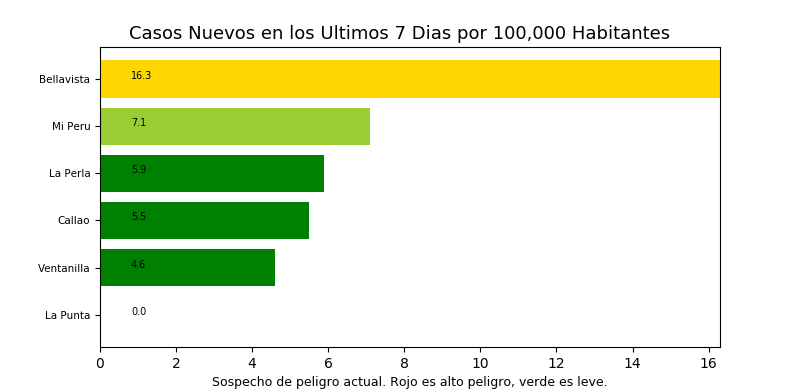 Casos Nuevos en los Ultimos 7 Dias por 100,000 Habitantes
Bellavista 16.3
Mi Peru 7.1
La Perla 5.9
Callao 5.5
Ventanilla 4.6
La Punta 0.0
0 2 4 6 8 10 12 14 16
Sospecho de peligro actual. Rojo es alto peligro, verde es leve.